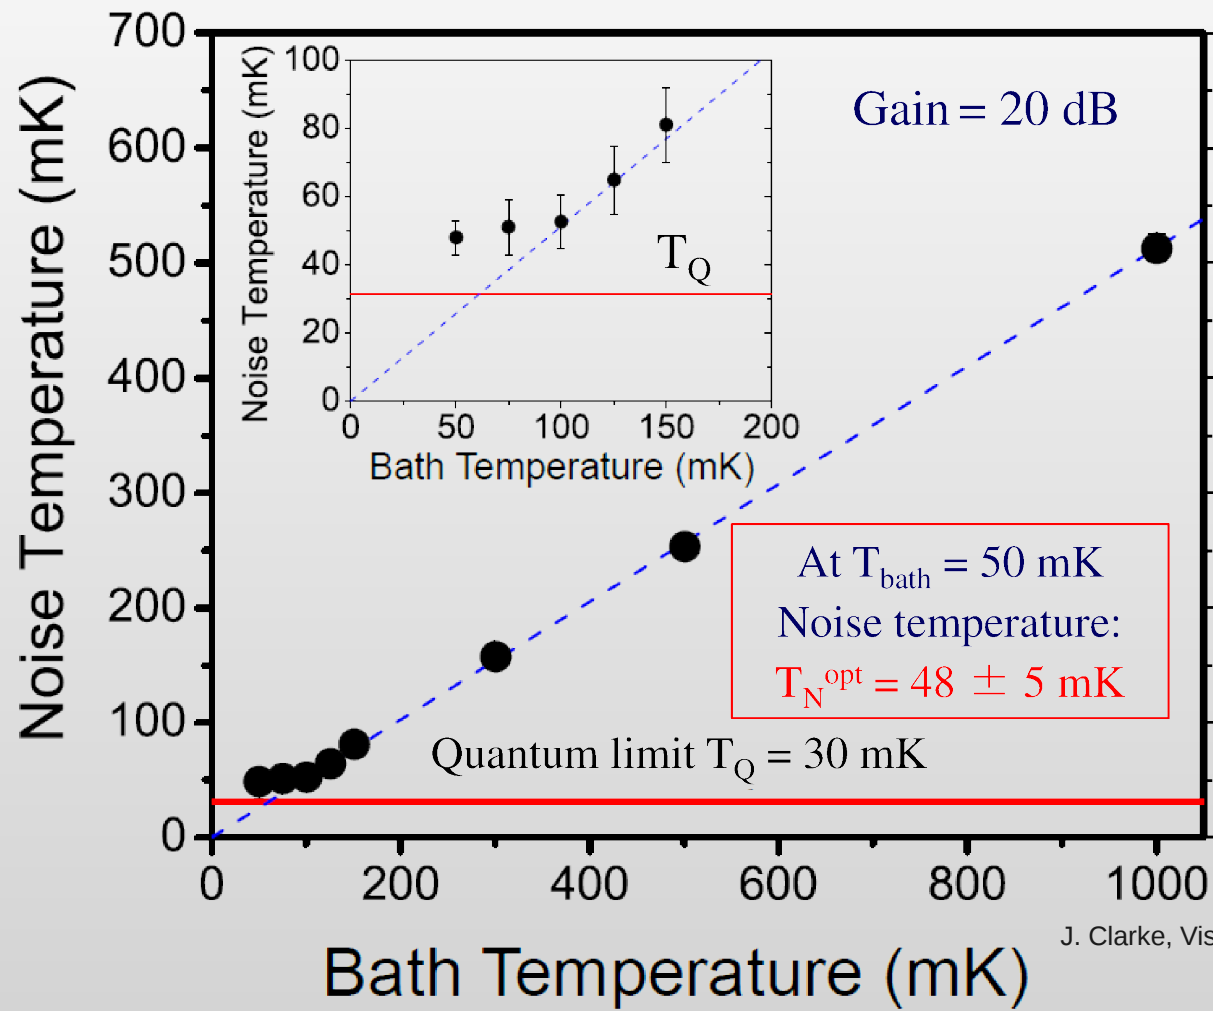 700
600
500
400
300
200
100
0
Noise Temperature (mK)
100
80
60
40
20
0
Noise Temperature (mK)
0 50 100 150 200
Bath Temperature (mK)
T_Q
Gain = 20 dB
At T_bath = 50 mK
Noise temperature:
T_N^opt = 48 ± 5 mK
Quantum limit T_Q = 30 mK
0 200 400 600 800 1000
Bath Temperature (mK)
J. Clarke, Vis